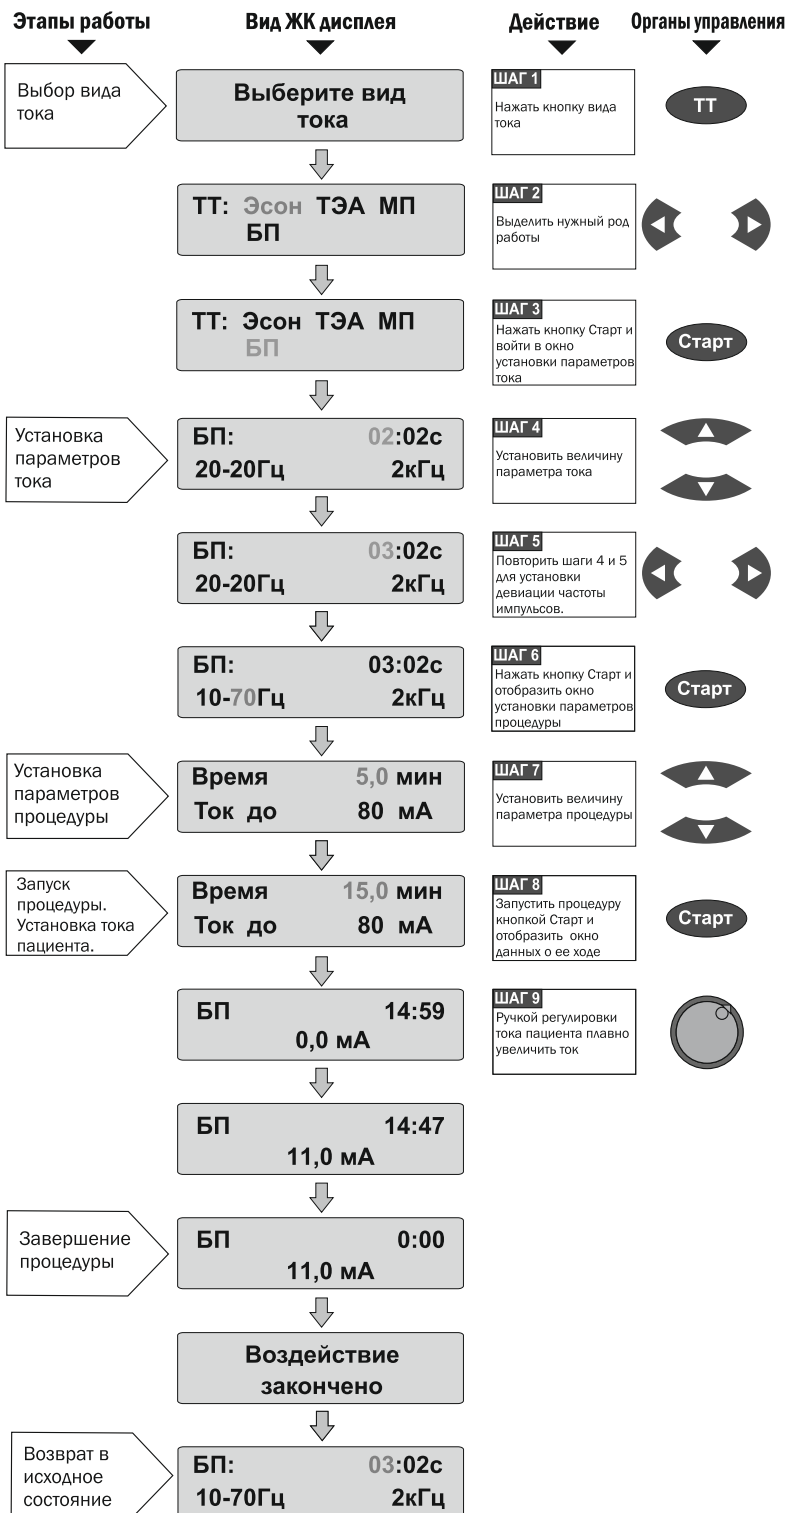 Этапы работы
Вид ЖК дисплея
Действие
Органы управления
Выбор вида
тока
Выберите вид
тока
ШАГ 1
Нажать кнопку вида
тока
ТТ
ТТ: Эсон ТЭА МП
БП
ШАГ 2
Выделить нужный род
работы
ТТ: Эсон ТЭА МП
БП
ШАГ 3
Нажать кнопку Старт и
войти в окно
установки параметров
тока
Старт
Установка
параметров
тока
БП: 02:02с
20-20Гц 2кГц
ШАГ 4
Установить величину
параметра тока
БП: 03:02с
20-20Гц 2кГц
ШАГ 5
Повторить шаги 4 и 5
для установки
девиации частоты
импульсов.
БП: 03:02с
10-70Гц 2кГц
ШАГ 6
Нажать кнопку Старт и
отобразить окно
установки параметров
процедуры
Старт
Установка
параметров
процедуры
Время 5,0 мин
Ток до 80 мА
ШАГ 7
Установить величину
параметра процедуры
Запуск
процедуры.
Установка тока
пациента.
Время 15,0 мин
Ток до 80 мА
ШАГ 8
Запустить процедуру
кнопкой Старт и
отобразить окно
данных о ее ходе
Старт
БП 14:59
0,0 мА
ШАГ 9
Ручкой регулировки
тока пациента плавно
увеличить ток
БП 14:47
11,0 мА
Завершение
процедуры
БП 0:00
11,0 мА
Воздействие
закончено
Возврат в
исходное
состояние
БП: 03:02с
10-70Гц 2кГц